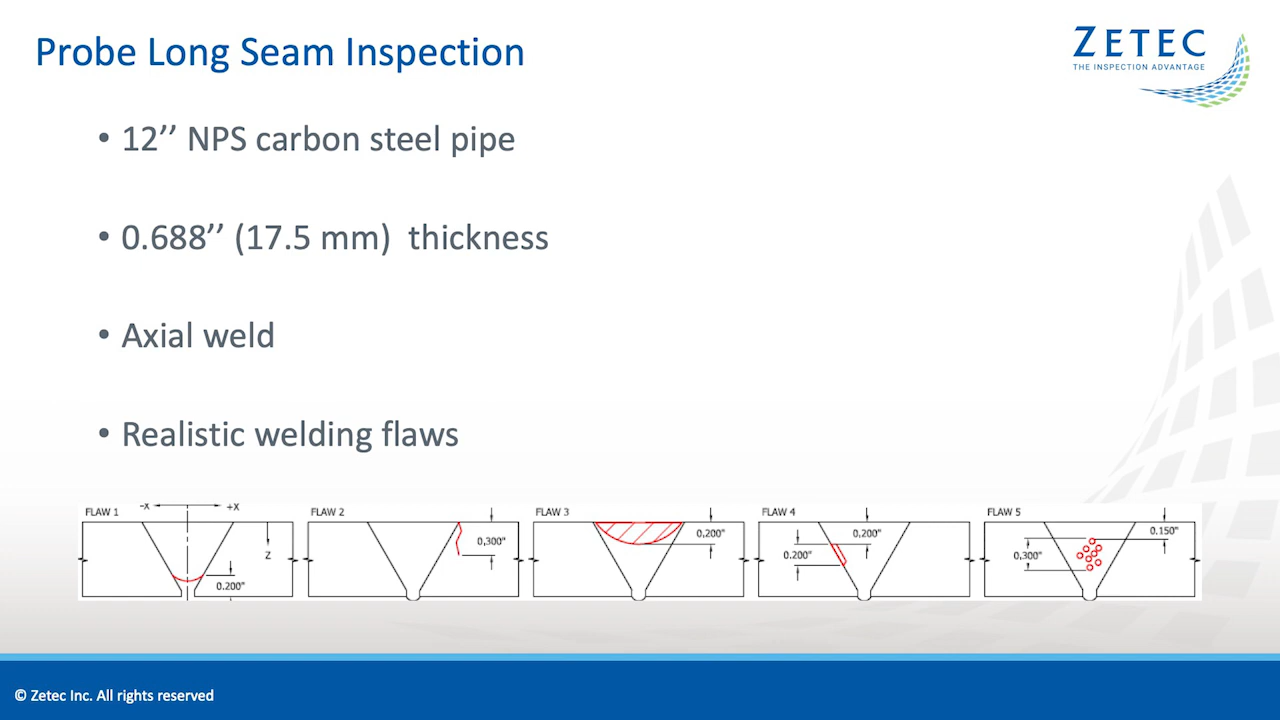 Probe Long Seam Inspection
ZETEC
THE INSPECTION ADVANTAGE
• 12’’ NPS carbon steel pipe
• 0.688’’ (17.5 mm) thickness
• Axial weld
• Realistic welding flaws
FLAW 1
-X
+X
Z
0.200"
FLAW 2
0,300"
FLAW 3
0,200"
FLAW 4
0,200"
0.200"
FLAW 5
0.150"
0,300"
© Zetec Inc. All rights reserved